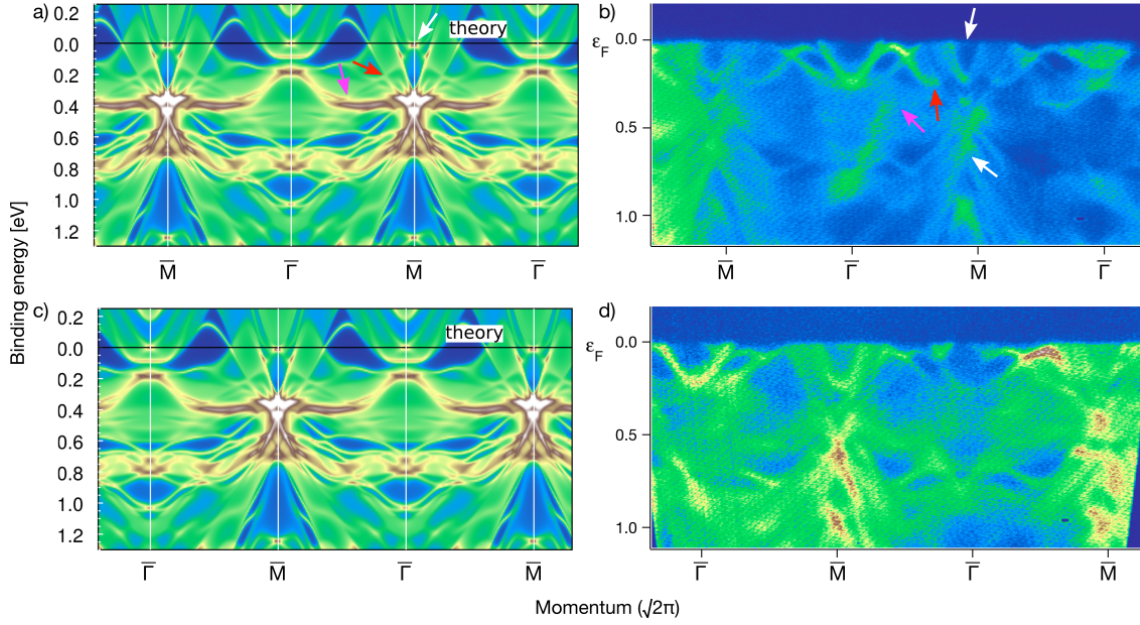 a)
0.2
0.0
0.2
0.4
0.6
0.8
1.0
1.2
theory
M̅ Γ̅ M̅ Γ̅
b)
εF
0.0
0.5
1.0
M̅ Γ̅ M̅ Γ̅
Binding energy [eV]
c)
0.2
0.0
0.2
0.4
0.6
0.8
1.0
1.2
theory
Γ̅ M̅ Γ̅ M̅
d)
εF
0.0
0.5
1.0
Γ̅ M̅ Γ̅ M̅
Momentum (√2π)